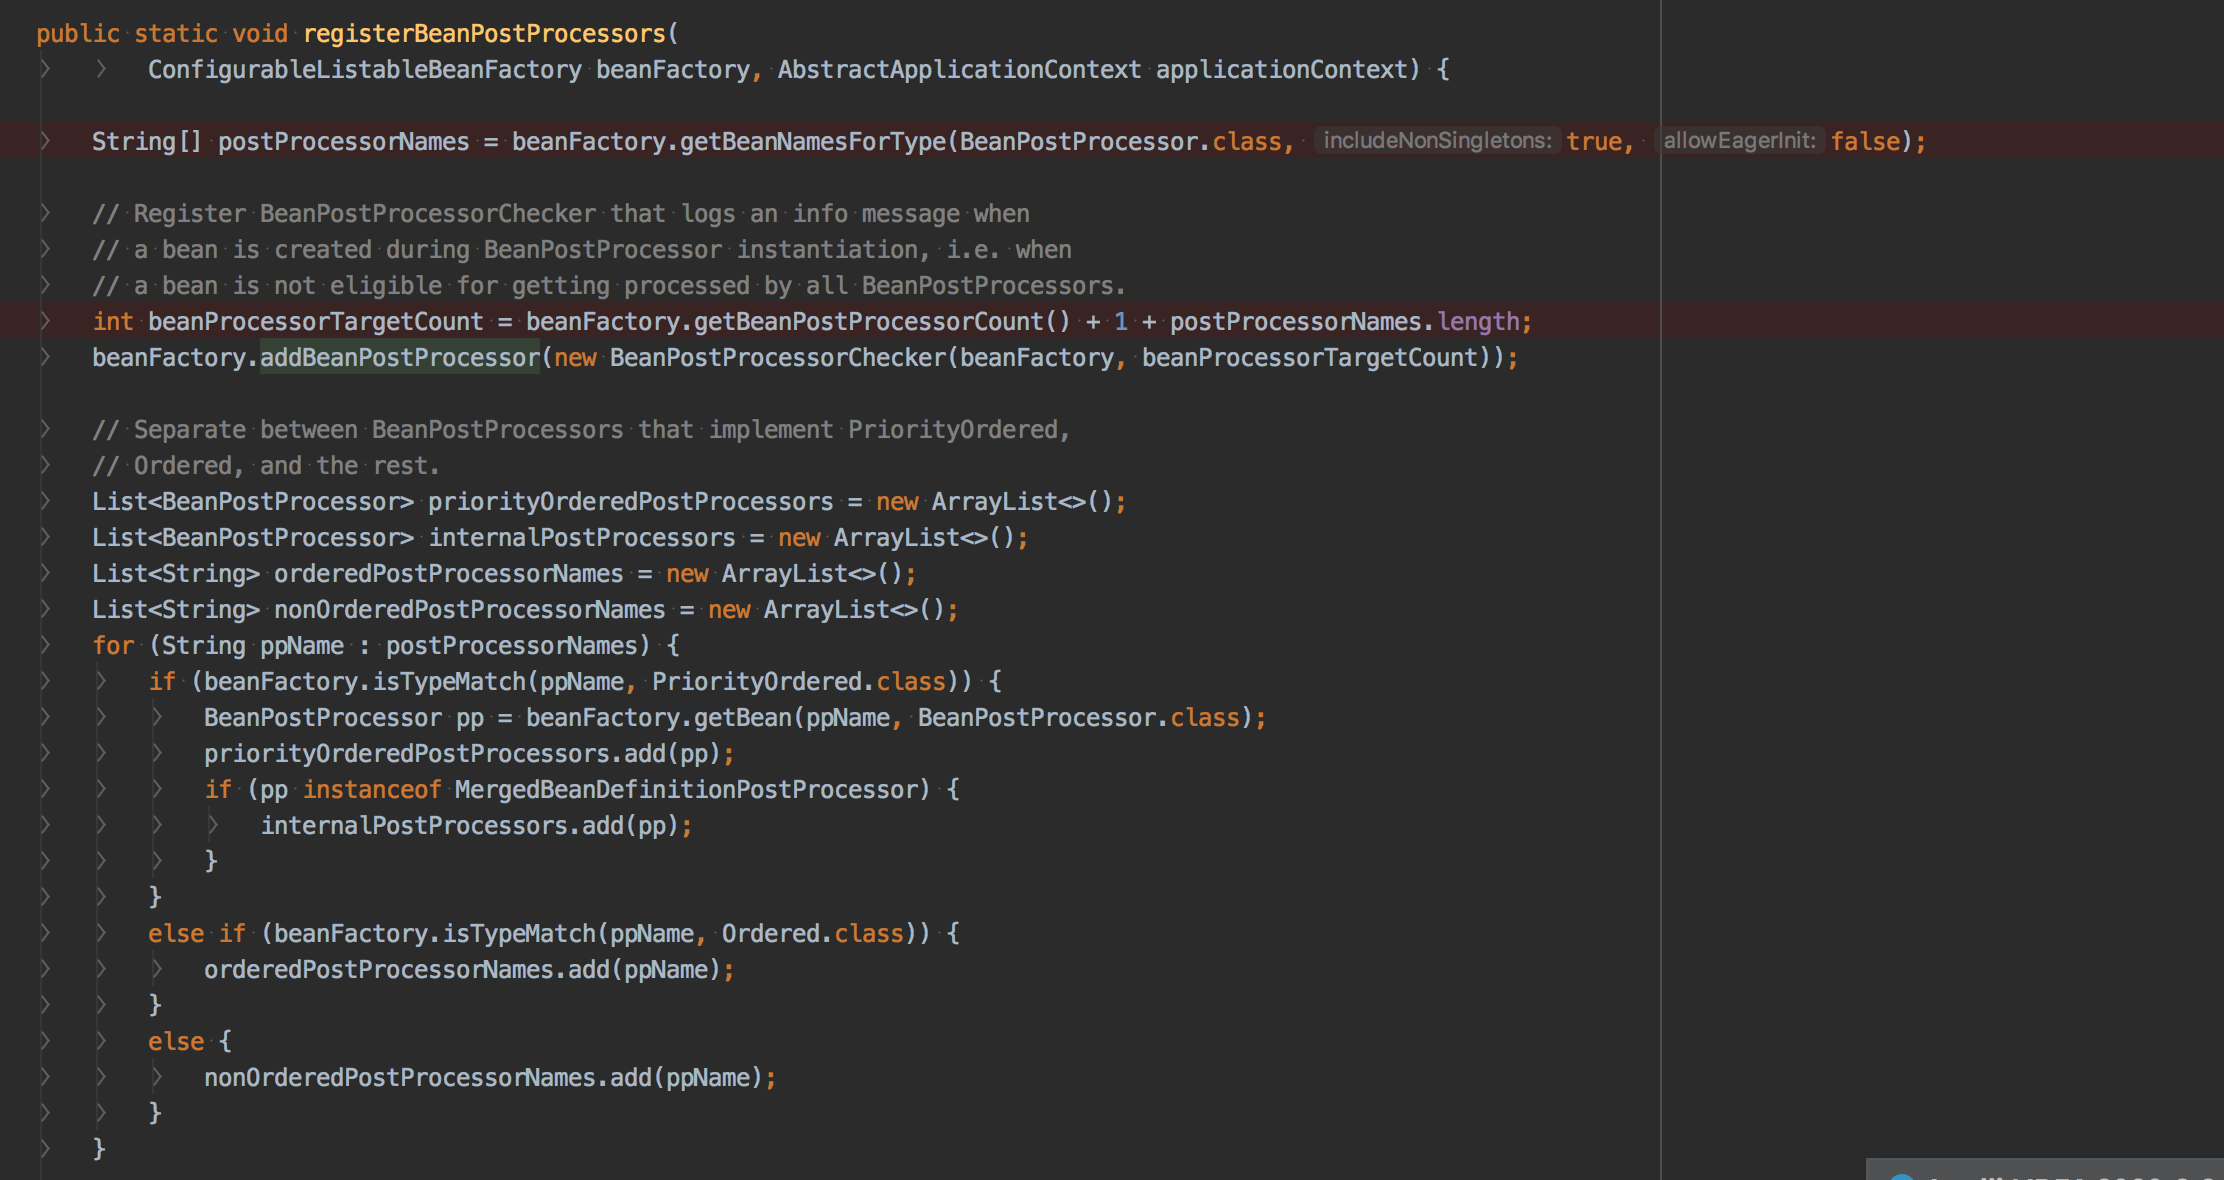 public static void registerBeanPostProcessors(
ConfigurableListableBeanFactory beanFactory, AbstractApplicationContext applicationContext) {
String[] postProcessorNames = beanFactory.getBeanNamesForType(BeanPostProcessor.class, includeNonSingletons: true, allowEagerInit: false);
// Register BeanPostProcessorChecker that logs an info message when
// a bean is created during BeanPostProcessor instantiation, i.e. when
// a bean is not eligible for getting processed by all BeanPostProcessors.
int beanProcessorTargetCount = beanFactory.getBeanPostProcessorCount() + 1 + postProcessorNames.length;
beanFactory.addBeanPostProcessor(new BeanPostProcessorChecker(beanFactory, beanProcessorTargetCount));
// Separate between BeanPostProcessors that implement PriorityOrdered,
// Ordered, and the rest.
List<BeanPostProcessor> priorityOrderedPostProcessors = new ArrayList<>();
List<BeanPostProcessor> internalPostProcessors = new ArrayList<>();
List<String> orderedPostProcessorNames = new ArrayList<>();
List<String> nonOrderedPostProcessorNames = new ArrayList<>();
for (String ppName : postProcessorNames) {
if (beanFactory.isTypeMatch(ppName, PriorityOrdered.class)) {
BeanPostProcessor pp = beanFactory.getBean(ppName, BeanPostProcessor.class);
priorityOrderedPostProcessors.add(pp);
if (pp instanceof MergedBeanDefinitionPostProcessor) {
internalPostProcessors.add(pp);
}
}
else if (beanFactory.isTypeMatch(ppName, Ordered.class)) {
orderedPostProcessorNames.add(ppName);
}
else {
nonOrderedPostProcessorNames.add(ppName);
}
}